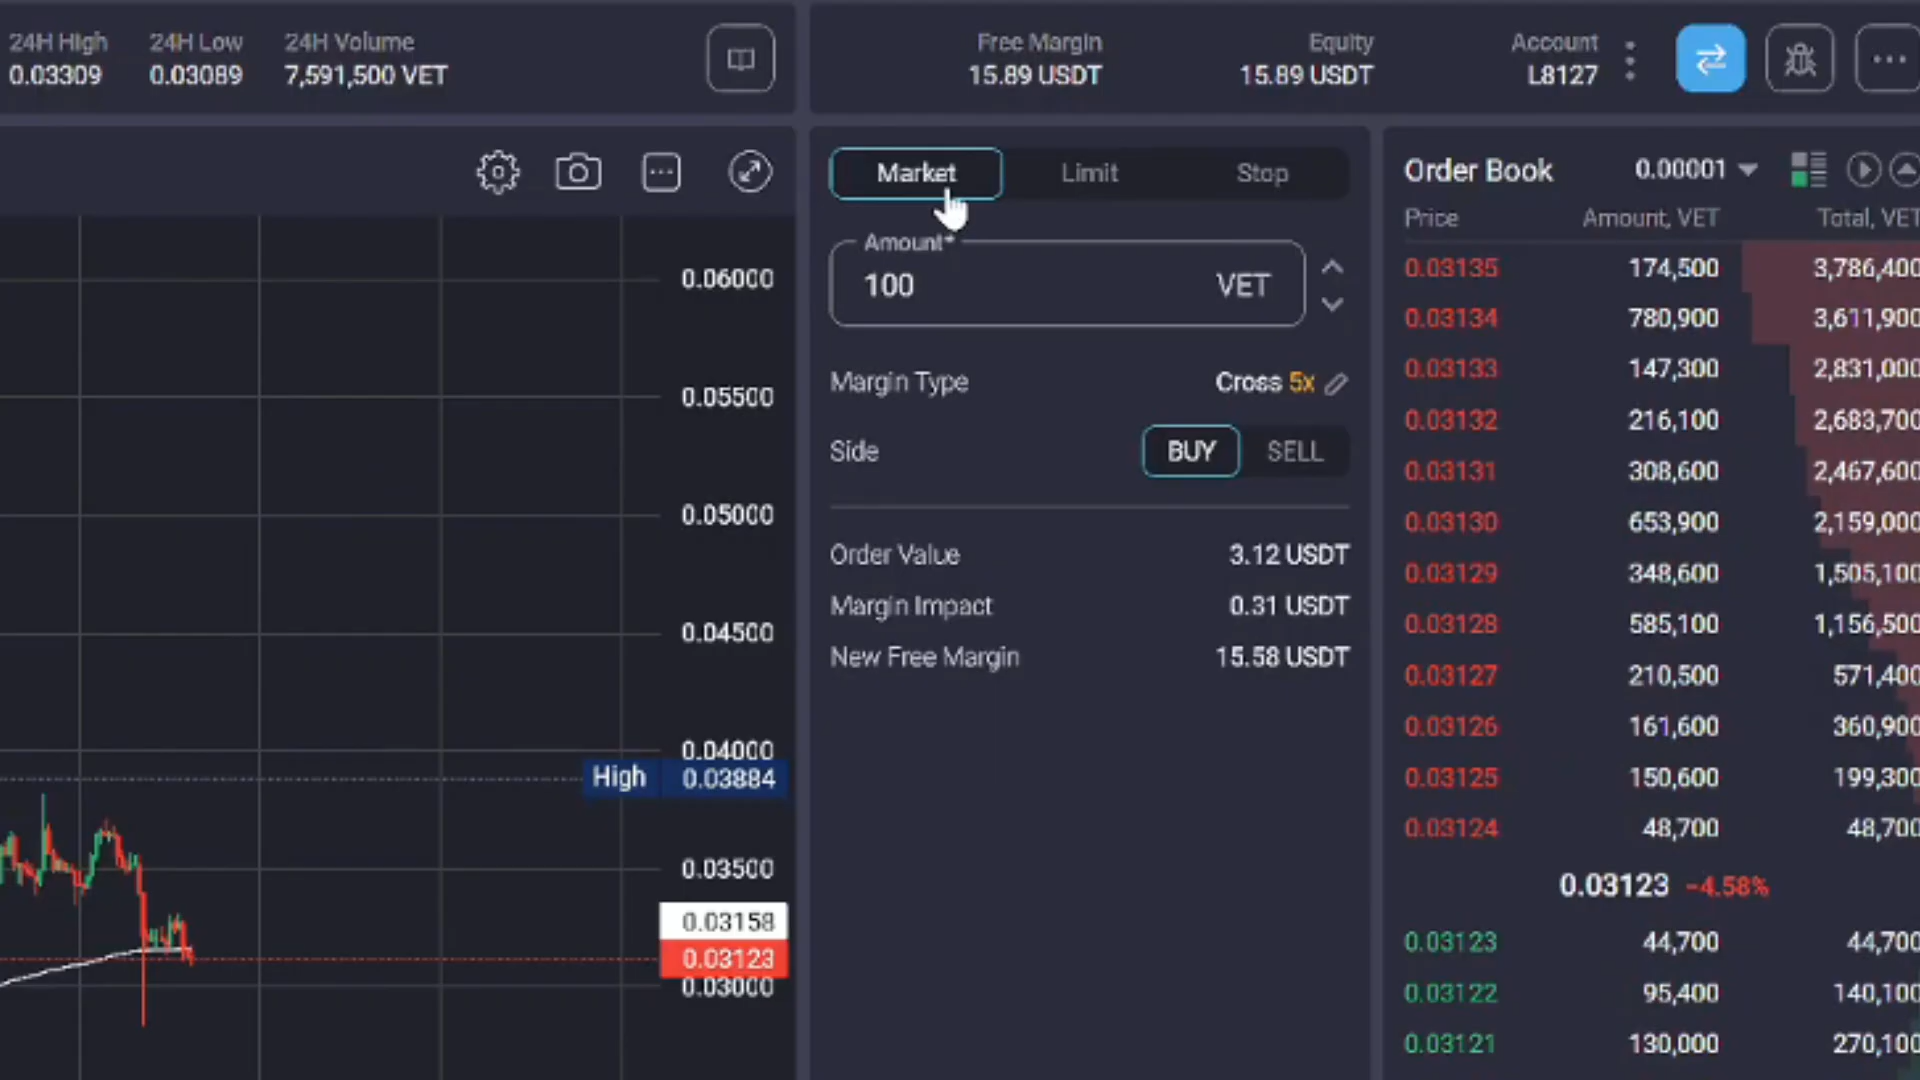 24H High 24H Low 24H Volume
0.03309 0.03089 7,591,500 VET
Free Margin Equity Account
15.89 USDT 15.89 USDT L8127
Market Limit Stop
Amount*
100 VET
Margin Type Cross 5x
Side BUY SELL
Order Value 3.12 USDT
Margin Impact 0.31 USDT
New Free Margin 15.58 USDT
0.06000
0.05500
0.05000
0.04500
0.04000
High 0.03884
0.03500
0.03158
0.03123
0.03000
Order Book 0.00001
Price Amount, VET Total, VET
0.03135 174,500 3,786,400
0.03134 780,900 3,611,900
0.03133 147,300 2,831,000
0.03132 216,100 2,683,700
0.03131 308,600 2,467,600
0.03130 653,900 2,159,000
0.03129 348,600 1,505,100
0.03128 585,100 1,156,500
0.03127 210,500 571,400
0.03126 161,600 360,900
0.03125 150,600 199,300
0.03124 48,700 48,700
0.03123 -4.58%
0.03123 44,700 44,700
0.03122 95,400 140,100
0.03121 130,000 270,100